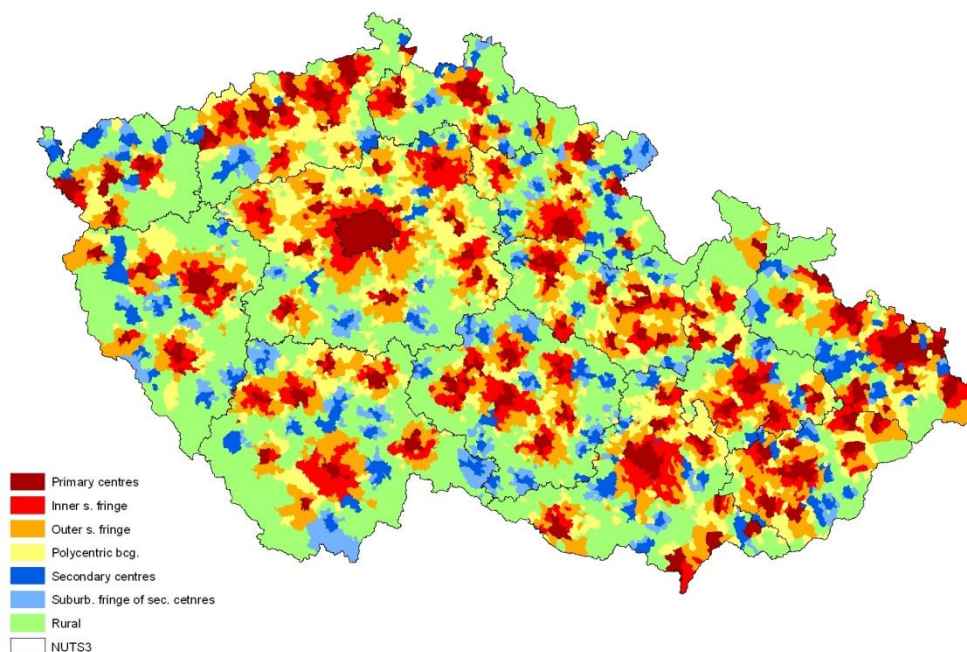 Primary centres
Inner s. fringe
Outer s. fringe
Polycentric bcg.
Secondary centres
Suburb. fringe of sec. cetnres
Rural
NUTS3